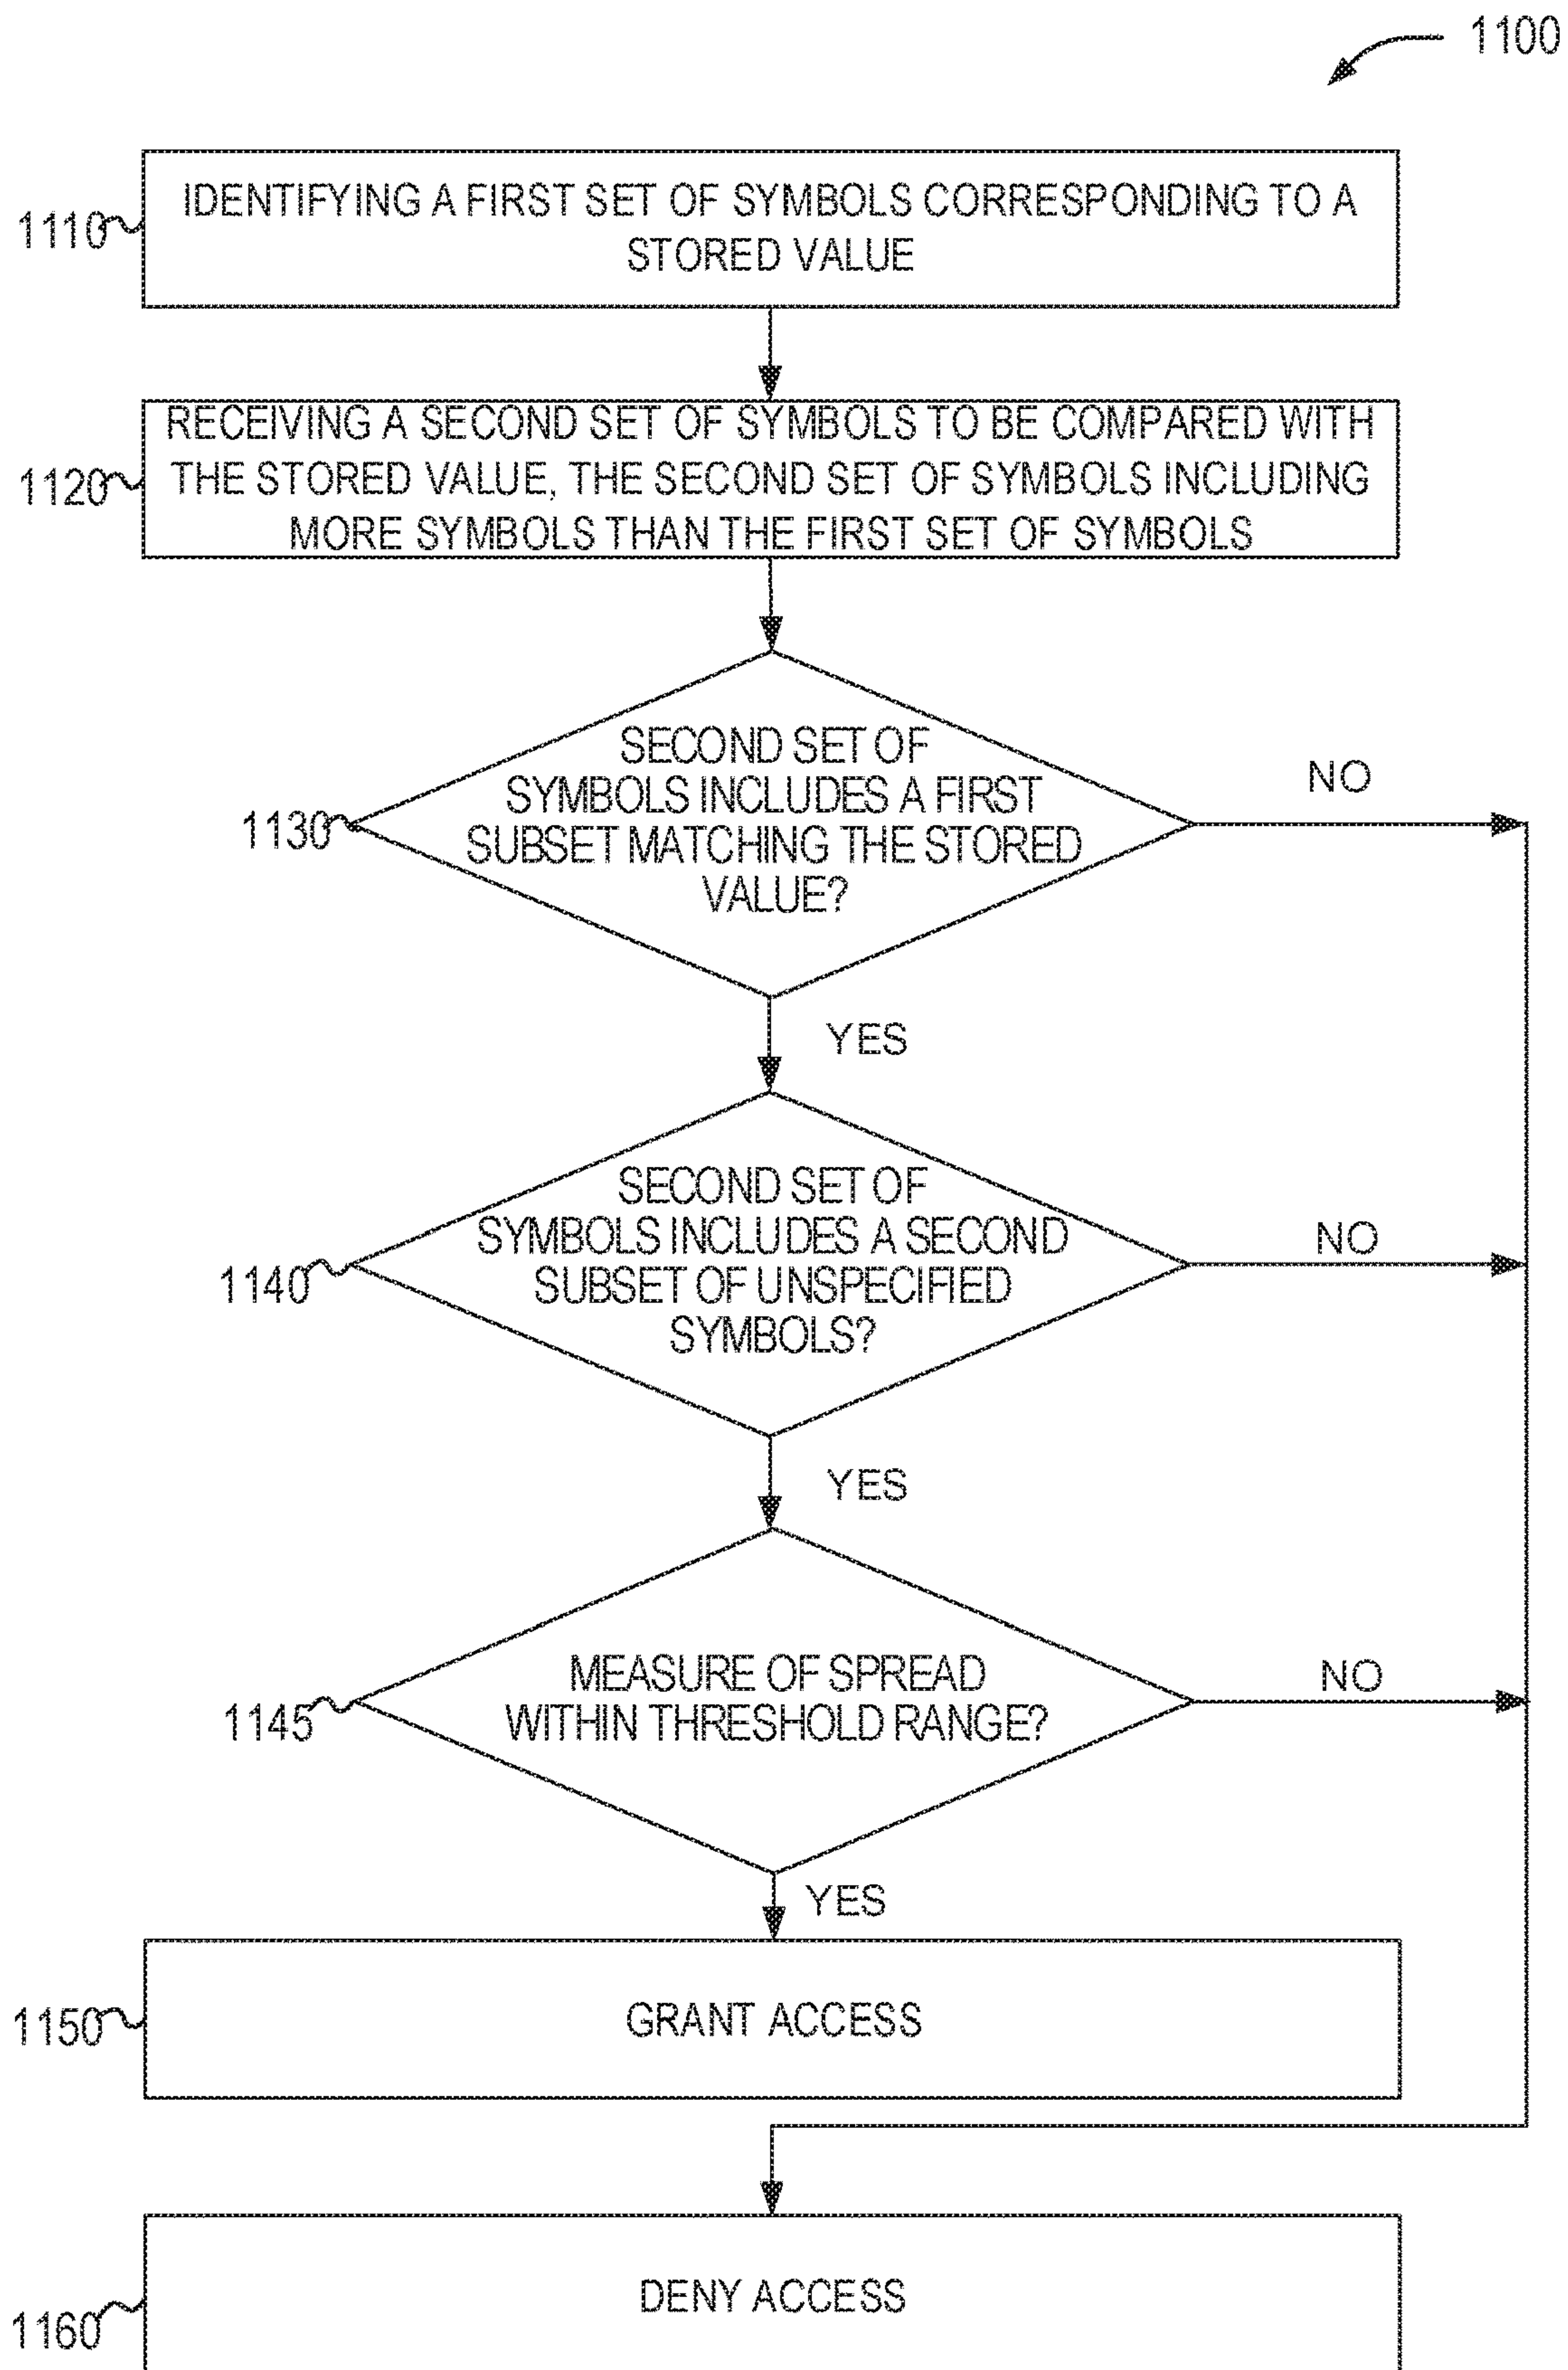 1100
IDENTIFYING A FIRST SET OF SYMBOLS CORRESPONDING TO A
STORED VALUE
1110
RECEIVING A SECOND SET OF SYMBOLS TO BE COMPARED WITH
THE STORED VALUE, THE SECOND SET OF SYMBOLS INCLUDING
MORE SYMBOLS THAN THE FIRST SET OF SYMBOLS
1120
SECOND SET OF
SYMBOLS INCLUDES A FIRST
SUBSET MATCHING THE STORED
VALUE?
1130
NO
YES
SECOND SET OF
SYMBOLS INCLUDES A SECOND
SUBSET OF UNSPECIFIED
SYMBOLS?
1140
NO
YES
MEASURE OF SPREAD
WITHIN THRESHOLD RANGE?
1145
NO
YES
GRANT ACCESS
1150
DENY ACCESS
1160